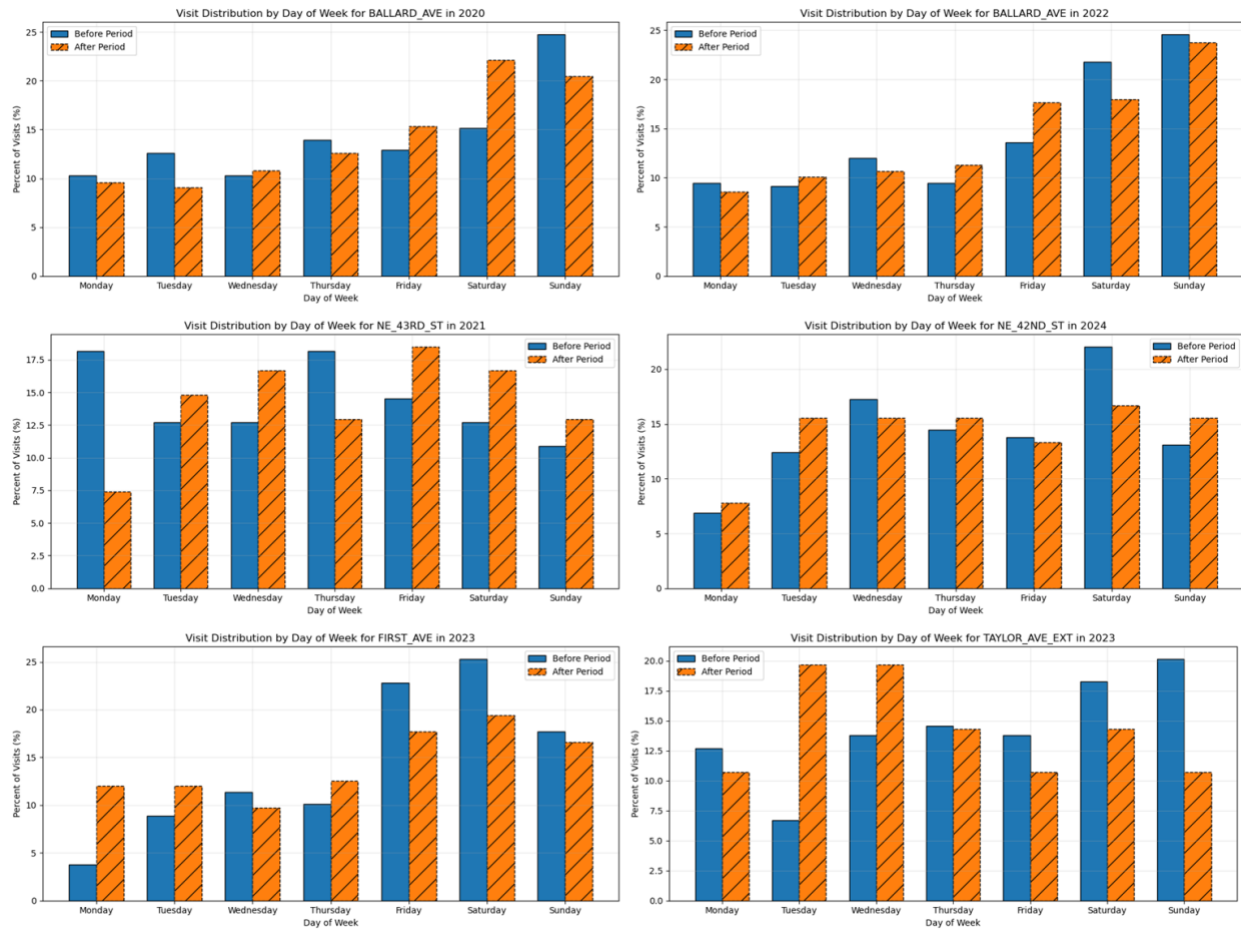 Visit Distribution by Day of Week for BALLARD_AVE in 2020
Before Period
After Period
Percent of Visits (%)
25
20
15
10
5
0
Monday Tuesday Wednesday Thursday Friday Saturday Sunday
Day of Week
Visit Distribution by Day of Week for BALLARD_AVE in 2022
Before Period
After Period
Percent of Visits (%)
25
20
15
10
5
0
Monday Tuesday Wednesday Thursday Friday Saturday Sunday
Day of Week
Visit Distribution by Day of Week for NE_43RD_ST in 2021
Before Period
After Period
Percent of Visits (%)
17.5
15.0
12.5
10.0
7.5
5.0
2.5
0.0
Monday Tuesday Wednesday Thursday Friday Saturday Sunday
Day of Week
Visit Distribution by Day of Week for NE_42ND_ST in 2024
Before Period
After Period
Percent of Visits (%)
20
15
10
5
0
Monday Tuesday Wednesday Thursday Friday Saturday Sunday
Day of Week
Visit Distribution by Day of Week for FIRST_AVE in 2023
Before Period
After Period
Percent of Visits (%)
25
20
15
10
5
0
Monday Tuesday Wednesday Thursday Friday Saturday Sunday
Day of Week
Visit Distribution by Day of Week for TAYLOR_AVE_EXT in 2023
Before Period
After Period
Percent of Visits (%)
20.0
17.5
15.0
12.5
10.0
7.5
5.0
2.5
0.0
Monday Tuesday Wednesday Thursday Friday Saturday Sunday
Day of Week